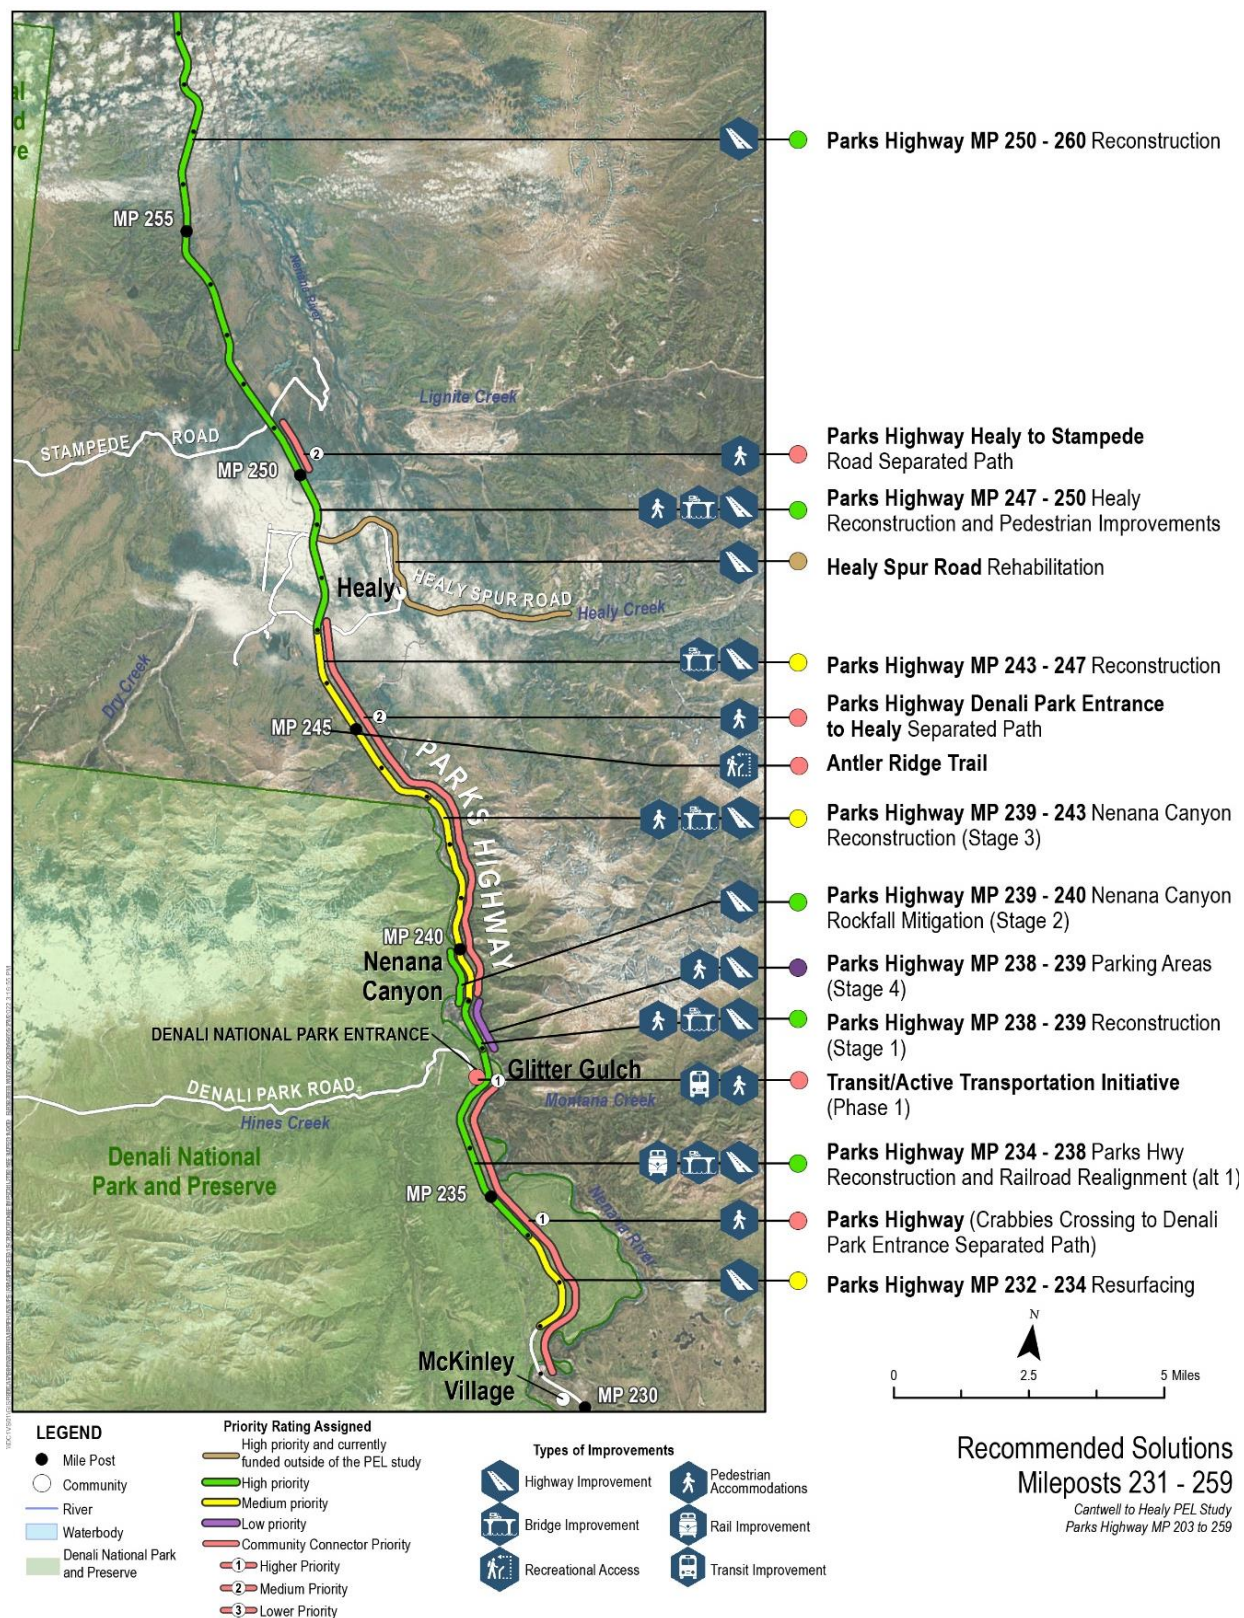 Parks Highway MP 250 - 260 Reconstruction
MP 255
Nenana River
Lignite Creek
STAMPEDE ROAD
2
MP 250
Parks Highway Healy to Stampede
Road Separated Path
Parks Highway MP 247 - 250 Healy
Reconstruction and Pedestrian Improvements
Healy Spur Road Rehabilitation
Healy
HEALY SPUR ROAD
Healy Creek
Dry Creek
Parks Highway MP 243 - 247 Reconstruction
Parks Highway Denali Park Entrance
to Healy Separated Path
2
MP 245
Antler Ridge Trail
PARKS HIGHWAY
Parks Highway MP 239 - 243 Nenana Canyon
Reconstruction (Stage 3)
Parks Highway MP 239 - 240 Nenana Canyon
Rockfall Mitigation (Stage 2)
MP 240
Nenana
Canyon
Parks Highway MP 238 - 239 Parking Areas
(Stage 4)
Parks Highway MP 238 - 239 Reconstruction
(Stage 1)
DENALI NATIONAL PARK ENTRANCE
Glitter Gulch
1
Transit/Active Transportation Initiative
(Phase 1)
DENALI PARK ROAD
Montana Creek
Hines Creek
Denali National
Park and Preserve
Parks Highway MP 234 - 238 Parks Hwy
Reconstruction and Railroad Realignment (alt 1)
MP 235
Nenana River
1
Parks Highway (Crabbies Crossing to Denali
Park Entrance Separated Path)
Parks Highway MP 232 - 234 Resurfacing
McKinley
Village
MP 230
N
0 2.5 5 Miles
LEGEND
Mile Post
Community
River
Waterbody
Denali National Park
and Preserve
Priority Rating Assigned
High priority and currently
funded outside of the PEL study
High priority
Medium priority
Low priority
Community Connector Priority
1 Higher Priority
2 Medium Priority
3 Lower Priority
Types of Improvements
Highway Improvement
Bridge Improvement
Recreational Access
Pedestrian
Accommodations
Rail Improvement
Transit Improvement
Recommended Solutions
Mileposts 231 - 259
Cantwell to Healy PEL Study
Parks Highway MP 203 to 259